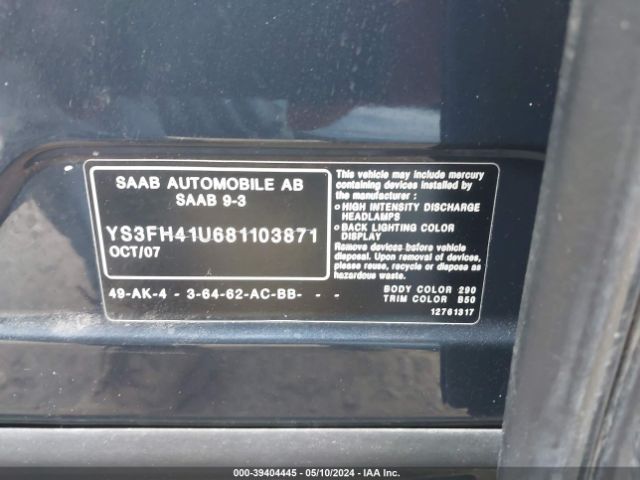 SAAB AUTOMOBILE AB
SAAB 9-3
YS3FH41U681103871
OCT/07
49-AK-4 - 3-64-62-AC-BB- - -
This vehicle may include mercury
containing devices installed by
the manufacturer :
o HIGH INTENSITY DISCHARGE
HEADLAMPS
o BACK LIGHTING COLOR
DISPLAY
Remove devices before vehicle
disposal. Upon removal of devices,
please reuse, recycle or dispose as
hazardous waste.
BODY COLOR 290
TRIM COLOR B50
12761317
000-39404445 - 05/10/2024 - IAA Inc.